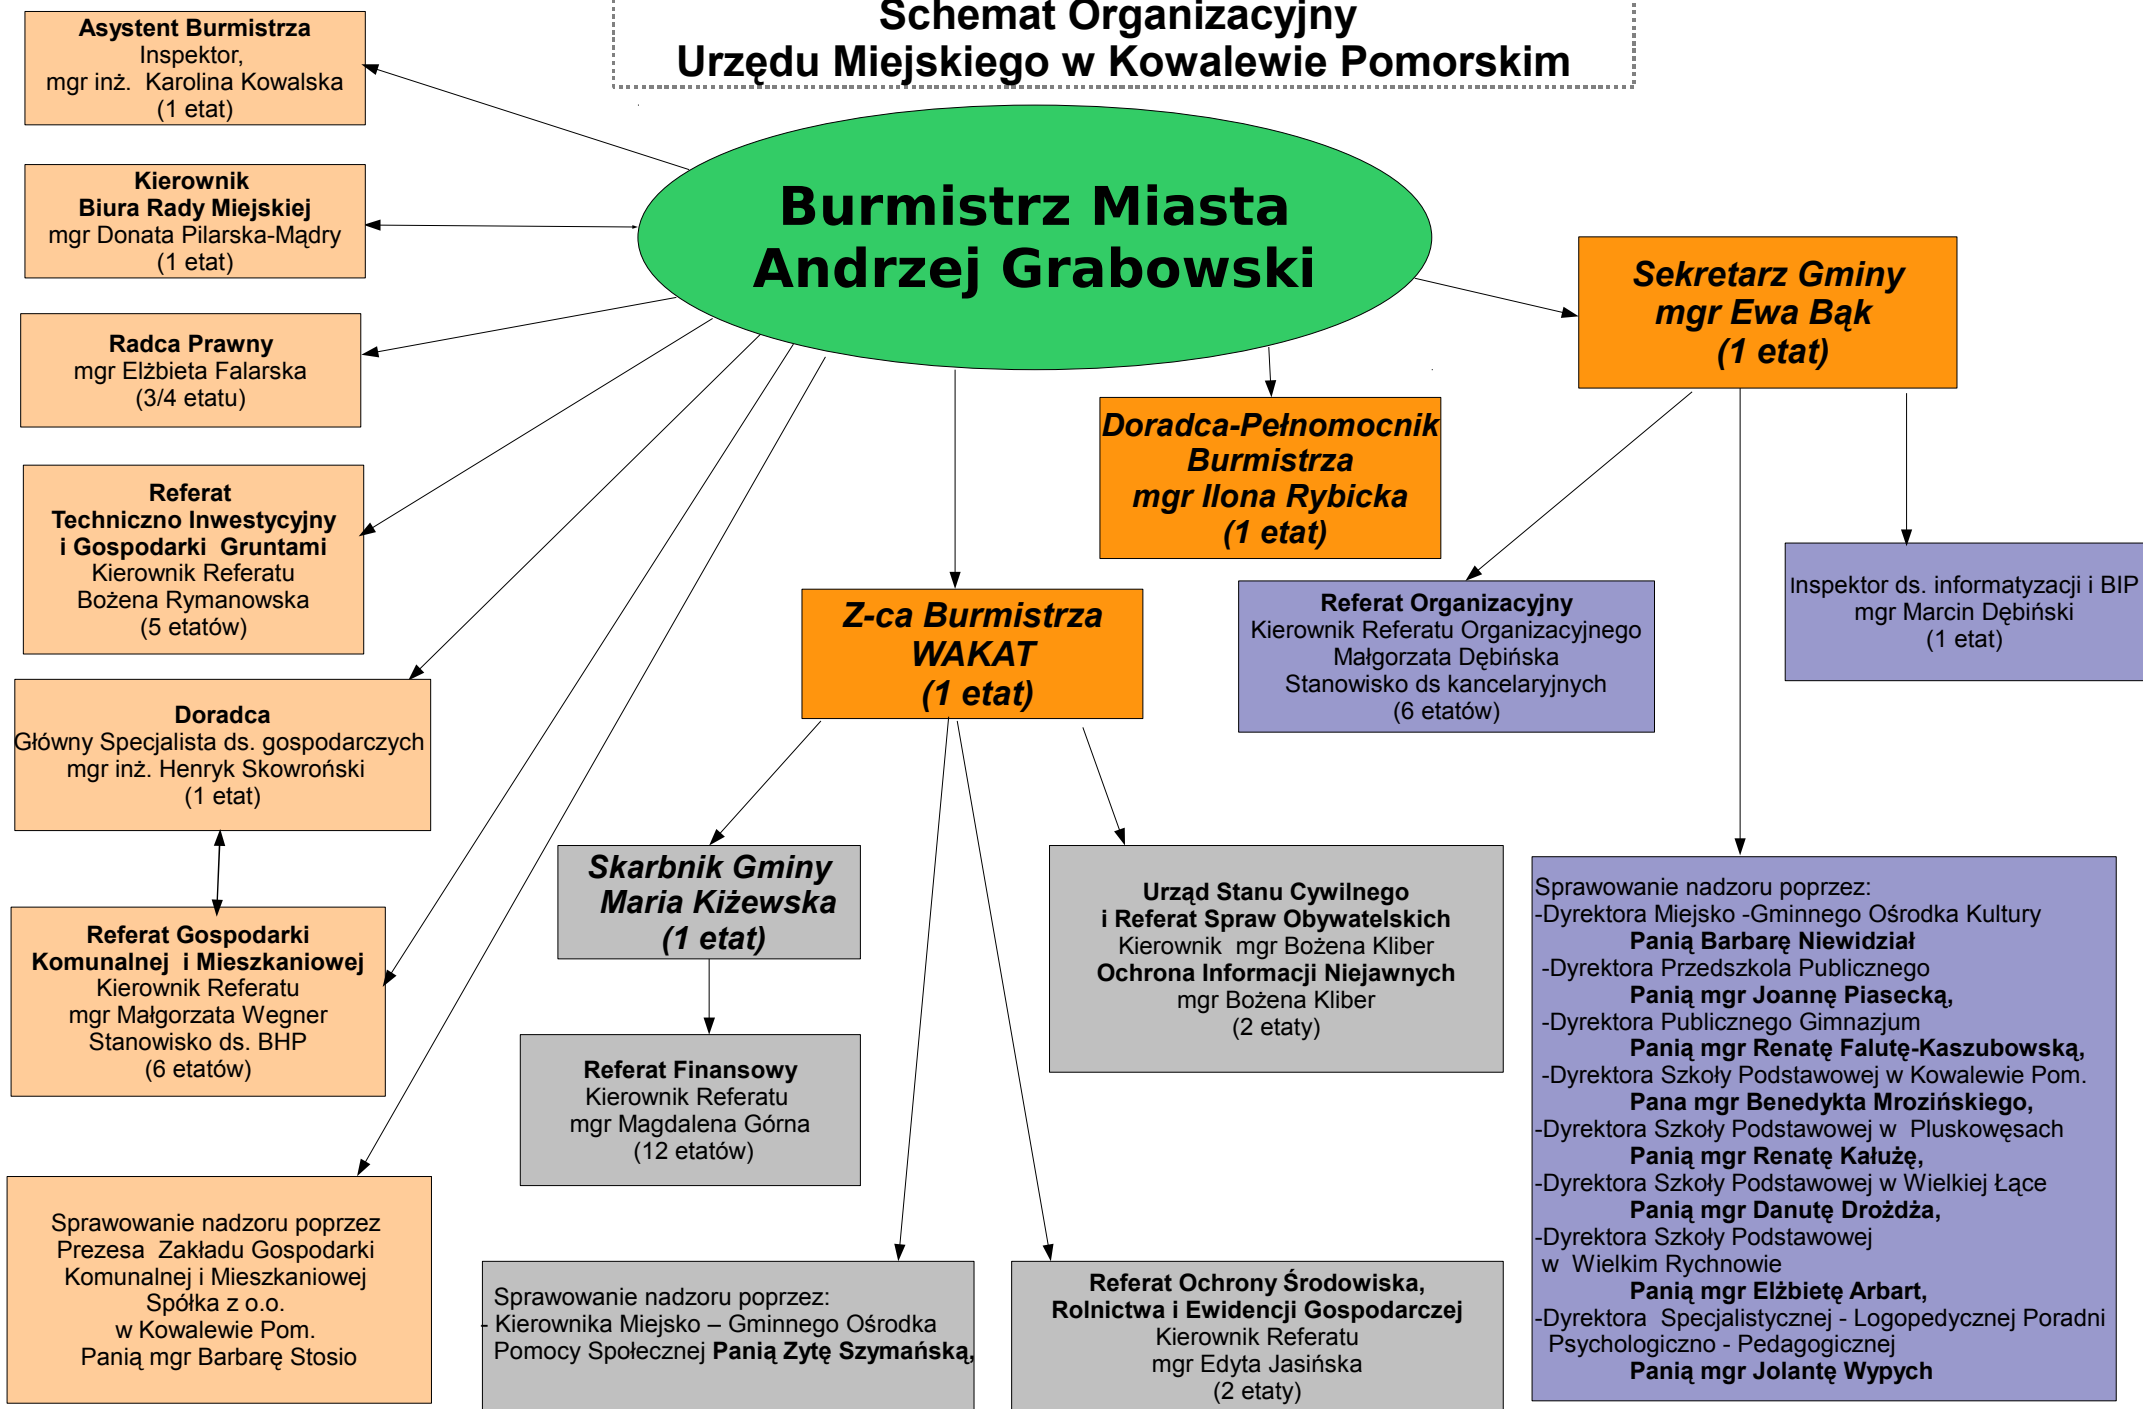 Schemat Organizacyjny
Urzędu Miejskiego w Kowalewie Pomorskim
Asystent Burmistrza
Inspektor,
mgr inż. Karolina Kowalska
(1 etat)
Kierownik
Biura Rady Miejskiej
mgr Donata Pilarska-Mądry
(1 etat)
Burmistrz Miasta
Andrzej Grabowski
Sekretarz Gminy
mgr Ewa Bąk
(1 etat)
Radca Prawny
mgr Elżbieta Falarska
(3/4 etatu)
Doradca-Pełnomocnik
Burmistrza
mgr Ilona Rybicka
(1 etat)
Referat
Techniczno Inwestycyjny
i Gospodarki Gruntami
Kierownik Referatu
Bożena Rymanowska
(5 etatów)
Z-ca Burmistrza
WAKAT
(1 etat)
Referat Organizacyjny
Kierownik Referatu Organizacyjnego
Małgorzata Dębińska
Stanowisko ds kancelaryjnych
(6 etatów)
Inspektor ds. informatyzacji i BIP
mgr Marcin Dębiński
(1 etat)
Doradca
Główny Specjalista ds. gospodarczych
mgr inż. Henryk Skowroński
(1 etat)
Skarbnik Gminy
Maria Kiżewska
(1 etat)
Urząd Stanu Cywilnego
i Referat Spraw Obywatelskich
Kierownik mgr Bożena Kliber
Ochrona Informacji Niejawnych
mgr Bożena Kliber
(2 etaty)
Referat Gospodarki
Komunalnej i Mieszkaniowej
Kierownik Referatu
mgr Małgorzata Wegner
Stanowisko ds. BHP
(6 etatów)
Referat Finansowy
Kierownik Referatu
mgr Magdalena Górna
(12 etatów)
Sprawowanie nadzoru poprzez:
-Dyrektora Miejsko -Gminnego Ośrodka Kultury
Panią Barbarę Niewidział
-Dyrektora Przedszkola Publicznego
Panią mgr Joannę Piasecką,
-Dyrektora Publicznego Gimnazjum
Panią mgr Renatę Falutę-Kaszubowską,
-Dyrektora Szkoły Podstawowej w Kowalewie Pom.
Pana mgr Benedykta Mrozińskiego,
-Dyrektora Szkoły Podstawowej w Pluskowęsach
Panią mgr Renatę Kałużę,
-Dyrektora Szkoły Podstawowej w Wielkiej Łące
Panią mgr Danutę Drożdża,
-Dyrektora Szkoły Podstawowej
w Wielkim Rychnowie
Panią mgr Elżbietę Arbart,
-Dyrektora Specjalistycznej - Logopedycznej Poradni
Psychologiczno - Pedagogicznej
Panią mgr Jolantę Wypych
Sprawowanie nadzoru poprzez
Prezesa Zakładu Gospodarki
Komunalnej i Mieszkaniowej
Spółka z o.o.
w Kowalewie Pom.
Panią mgr Barbarę Stosio
Sprawowanie nadzoru poprzez:
- Kierownika Miejsko – Gminnego Ośrodka
Pomocy Społecznej Panią Zytę Szymańską,
Referat Ochrony Środowiska,
Rolnictwa i Ewidencji Gospodarczej
Kierownik Referatu
mgr Edyta Jasińska
(2 etaty)